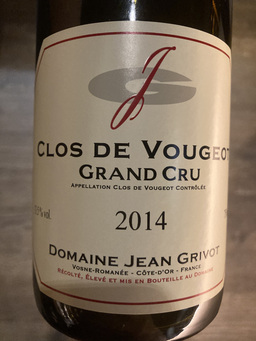 CLOS DE VOUGEOT
GRAND CRU
APPELLATION CLOS DE VOUGEOT CONTRÔLÉE
2014
DOMAINE JEAN GRIVOT
VOSNE-ROMANÉE - CÔTE-D'OR - FRANCE
RÉCOLTÉ, ÉLEVÉ ET MIS EN BOUTEILLE AU DOMAINE